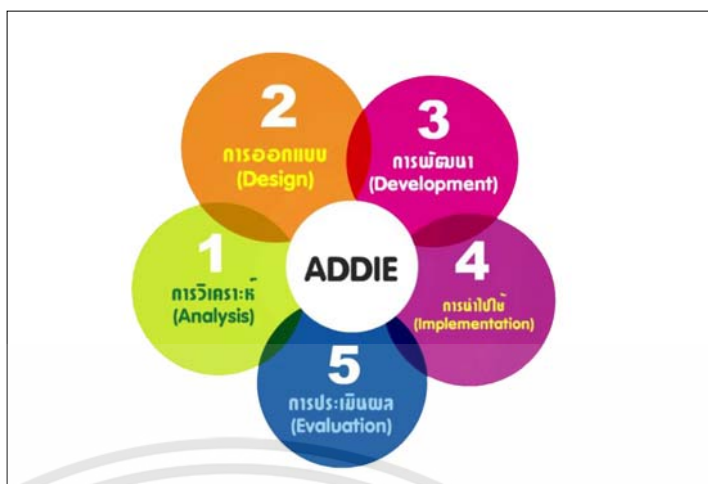 1
การวิเคราะห์
(Analysis)
2
การออกแบบ
(Design)
3
การพัฒนา
(Development)
4
การนำไปใช้
(Implementation)
5
การประเมินผล
(Evaluation)
ADDIE